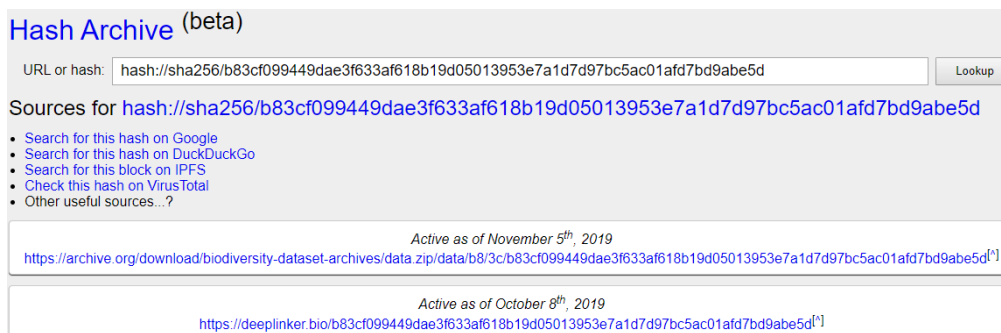 Hash Archive (beta)
URL or hash: hash://sha256/b83cf099449dae3f633af618b19d05013953e7a1d7d97bc5ac01afd7bd9abe5d Lookup
Sources for hash://sha256/b83cf099449dae3f633af618b19d05013953e7a1d7d97bc5ac01afd7bd9abe5d
• Search for this hash on Google
• Search for this hash on DuckDuckGo
• Search for this block on IPFS
• Check this hash on VirusTotal
• Other useful sources...?
Active as of November 5th, 2019
https://archive.org/download/biodiversity-dataset-archives/data.zip/data/b8/3c/b83cf099449dae3f633af618b19d05013953e7a1d7d97bc5ac01afd7bd9abe5d[^]
Active as of October 8th, 2019
https://deeplinker.bio/b83cf099449dae3f633af618b19d05013953e7a1d7d97bc5ac01afd7bd9abe5d[^]